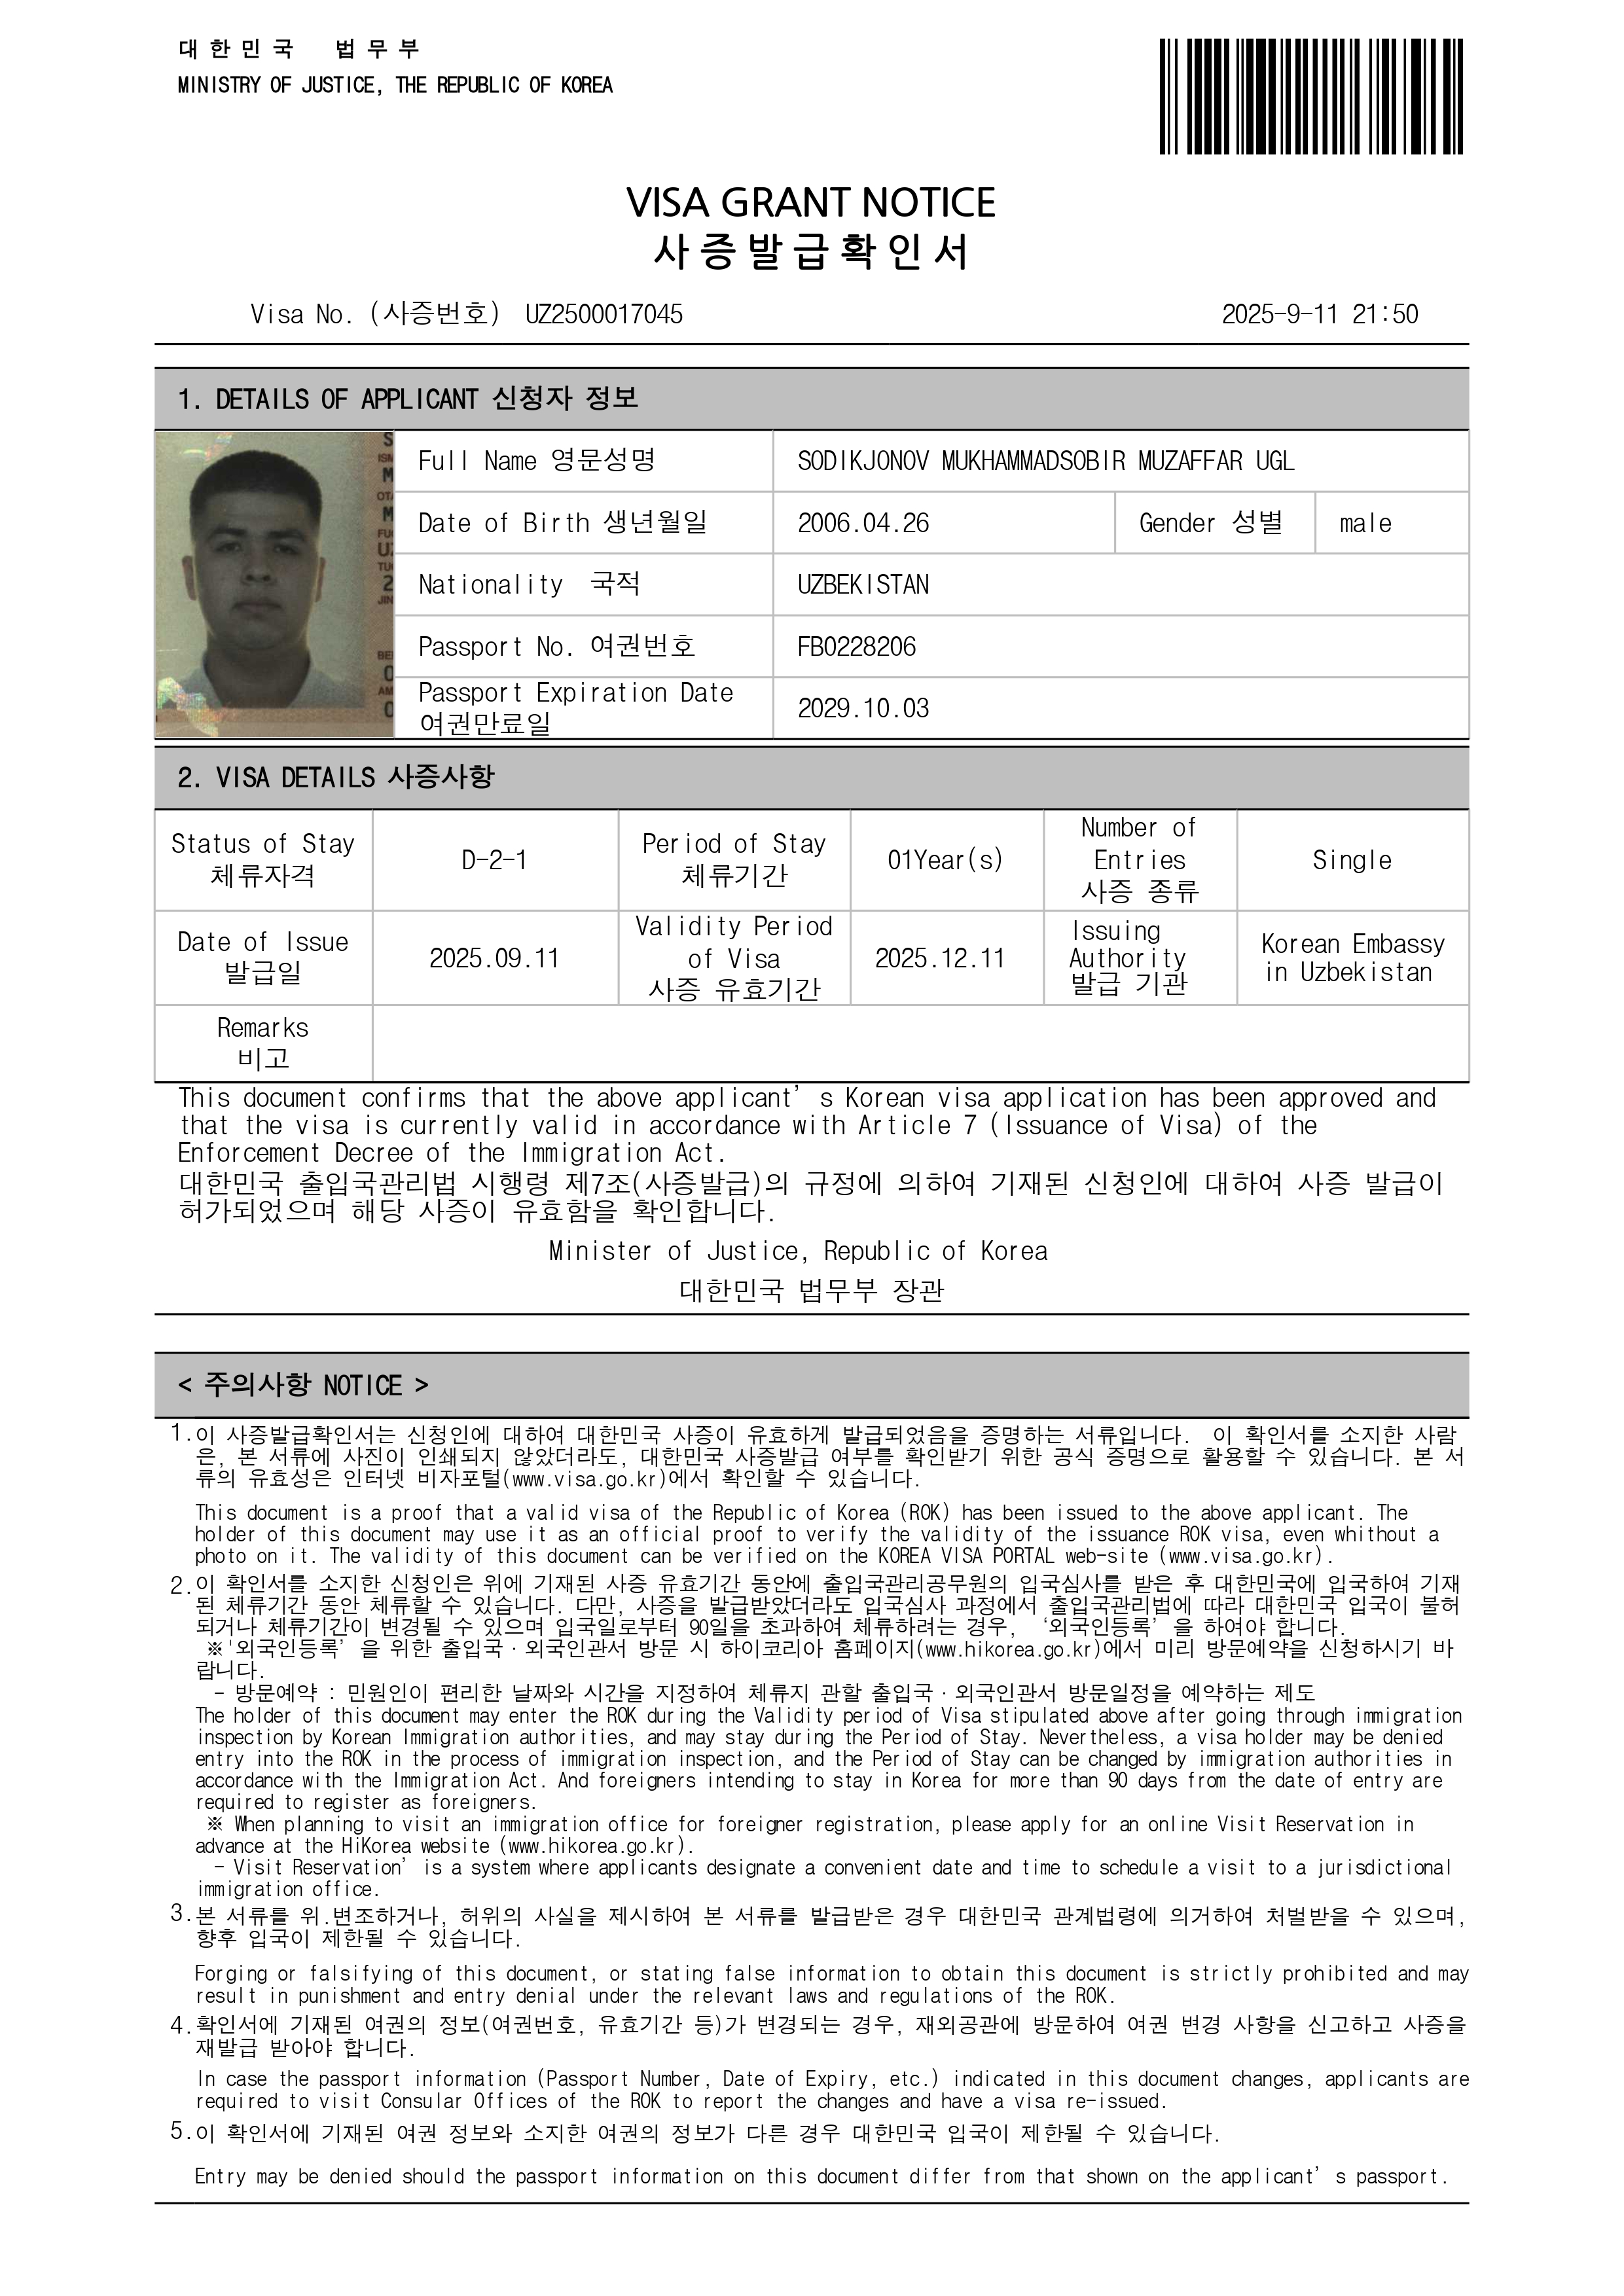 대한민국 법무부
MINISTRY OF JUSTICE, THE REPUBLIC OF KOREA
VISA GRANT NOTICE
사증발급확인서
Visa No. (사증번호) UZ2500017045
2025-9-11 21:50
1. DETAILS OF APPLICANT 신청자 정보
Full Name 영문성명
SODIKJONOV MUKHAMMADSOBIR MUZAFFAR UGL
Date of Birth 생년월일
2006.04.26
Gender 성별
male
Nationality 국적
UZBEKISTAN
Passport No. 여권번호
FB0228206
Passport Expiration Date
여권만료일
2029.10.03
2. VISA DETAILS 사증사항
Status of Stay
체류자격
D-2-1
Period of Stay
체류기간
01Year(s)
Number of
Entries
사증 종류
Single
Date of Issue
발급일
2025.09.11
Validity Period
of Visa
사증 유효기간
2025.12.11
Issuing
Authority
발급 기관
Korean Embassy
in Uzbekistan
Remarks
비고
This document confirms that the above applicant’s Korean visa application has been approved and
that the visa is currently valid in accordance with Article 7 (Issuance of Visa) of the
Enforcement Decree of the Immigration Act.
대한민국 출입국관리법 시행령 제7조(사증발급)의 규정에 의하여 기재된 신청인에 대하여 사증 발급이
허가되었으며 해당 사증이 유효함을 확인합니다.
Minister of Justice, Republic of Korea
대한민국 법무부 장관
< 주의사항 NOTICE >
1. 이 사증발급확인서는 신청인에 대하여 대한민국 사증이 유효하게 발급되었음을 증명하는 서류입니다. 이 확인서를 소지한 사람
은, 본 서류에 사진이 인쇄되지 않았더라도, 대한민국 사증발급 여부를 확인받기 위한 공식 증명으로 활용할 수 있습니다. 본 서
류의 유효성은 인터넷 비자포털(www.visa.go.kr)에서 확인할 수 있습니다.
This document is a proof that a valid visa of the Republic of Korea (ROK) has been issued to the above applicant. The
holder of this document may use it as an official proof to verify the validity of the issuance ROK visa, even whithout a
photo on it. The validity of this document can be verified on the KOREA VISA PORTAL web-site (www.visa.go.kr).
2. 이 확인서를 소지한 신청인은 위에 기재된 사증 유효기간 동안에 출입국관리공무원의 입국심사를 받은 후 대한민국에 입국하여 기재
된 체류기간 동안 체류할 수 있습니다. 다만, 사증을 발급받았더라도 입국심사 과정에서 출입국관리법에 따라 대한민국 입국이 불허
되거나 체류기간이 변경될 수 있으며 입국일로부터 90일을 초과하여 체류하려는 경우, ‘외국인등록’을 하여야 합니다.
※'외국인등록’을 위한 출입국·외국인관서 방문 시 하이코리아 홈페이지(www.hikorea.go.kr)에서 미리 방문예약을 신청하시기 바
랍니다.
- 방문예약 : 민원인이 편리한 날짜와 시간을 지정하여 체류지 관할 출입국·외국인관서 방문일정을 예약하는 제도
The holder of this document may enter the ROK during the Validity period of Visa stipulated above after going through immigration
inspection by Korean Immigration authorities, and may stay during the Period of Stay. Nevertheless, a visa holder may be denied
entry into the ROK in the process of immigration inspection, and the Period of Stay can be changed by immigration authorities in
accordance with the Immigration Act. And foreigners intending to stay in Korea for more than 90 days from the date of entry are
required to register as foreigners.
※ When planning to visit an immigration office for foreigner registration, please apply for an online Visit Reservation in
advance at the HiKorea website (www.hikorea.go.kr).
- Visit Reservation’ is a system where applicants designate a convenient date and time to schedule a visit to a jurisdictional
immigration office.
3. 본 서류를 위.변조하거나, 허위의 사실을 제시하여 본 서류를 발급받은 경우 대한민국 관계법령에 의거하여 처벌받을 수 있으며,
향후 입국이 제한될 수 있습니다.
Forging or falsifying of this document, or stating false information to obtain this document is strictly prohibited and may
result in punishment and entry denial under the relevant laws and regulations of the ROK.
4. 확인서에 기재된 여권의 정보(여권번호, 유효기간 등)가 변경되는 경우, 재외공관에 방문하여 여권 변경 사항을 신고하고 사증을
재발급 받아야 합니다.
In case the passport information (Passport Number, Date of Expiry, etc.) indicated in this document changes, applicants are
required to visit Consular Offices of the ROK to report the changes and have a visa re-issued.
5. 이 확인서에 기재된 여권 정보와 소지한 여권의 정보가 다른 경우 대한민국 입국이 제한될 수 있습니다.
Entry may be denied should the passport information on this document differ from that shown on the applicant’s passport.